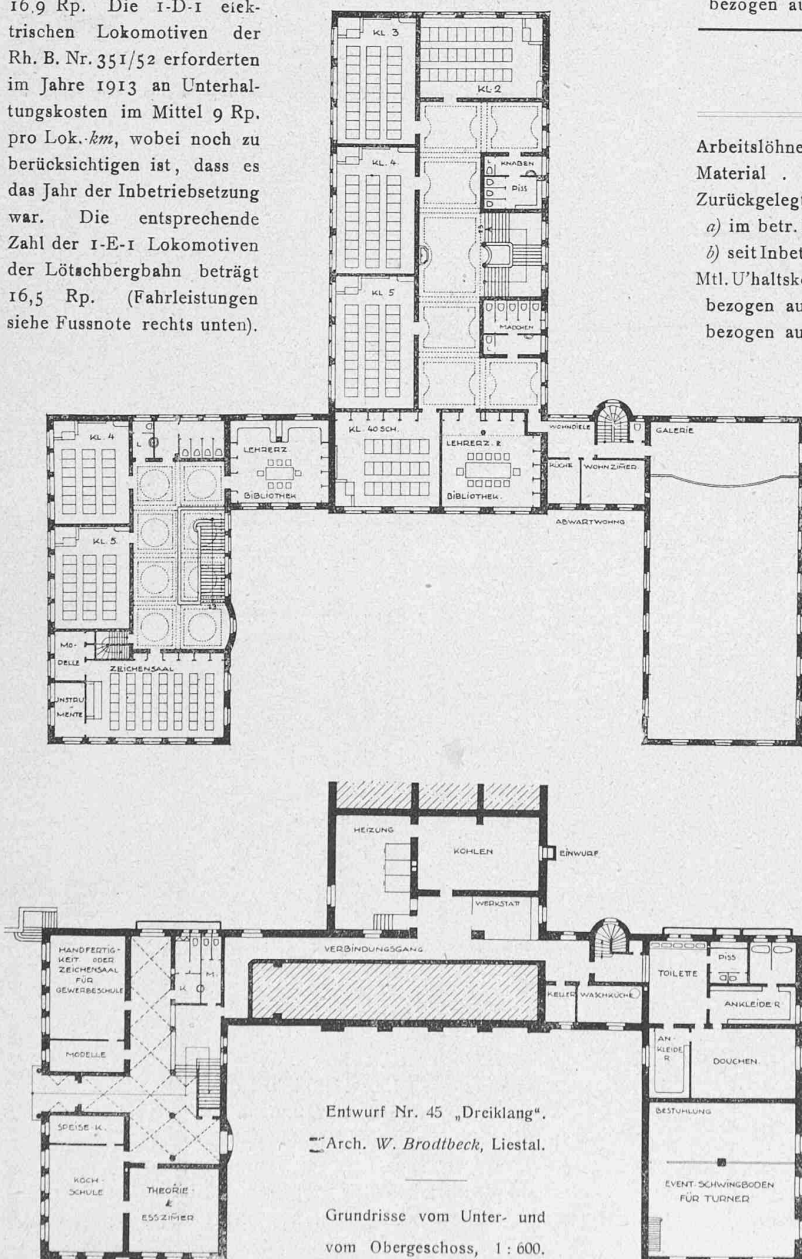 16,9 Rp. Die 1-D-1 elek-
trischen Lokomotiven der
Rh. B. Nr. 351/52 erforderten
im Jahre 1913 an Unterhal-
tungskosten im Mittel 9 Rp.
pro Lok.-km, wobei noch zu
berücksichtigen ist, dass es
das Jahr der Inbetriebsetzung
war. Die entsprechende
Zahl der 1-E-1 Lokomotiven
der Lötschbergbahn beträgt
16,5 Rp. (Fahrleistungen
siehe Fussnote rechts unten).
bezogen au
Arbeitslöhne
Material .
Zurückgelegt
a) im betr.
b) seit Inbet
Mtl. U'haltsko
bezogen au
bezogen au
KL 3
KL 2
KL. 4.
KNABEN
PISS
KL 5
MÄDCHEN
L
KL. 4
L
LEHRERZ
BIBLIOTHEK
KL. 40 SCH.
LEHRERZ. &
BIBLIOTHEK.
WOHNDIELE
KÜCHE
WOHNZIMER
ABWARTWOHNG
GALERIE
KL. 5.
MO-
DELLE
ZEICHENSAAL
INSTRU-
MENTE
HEIZUNG
KOHLEN
EINWURF
WERKSTATT
VERBINDUNGSGANG
HANDFERTIG-
KEIT ODER
ZEICHENSAAL
FÜR
GEWERBESCHULE
K.
M.
MODELLE
KELLER
WASCHKÜCHE
TOILETTE
PISS
ANKLEIDE R
AN-
KLEIDE
R
DOUCHEN.
SPEISE-K.
KOCH-
SCHULE
THEORIE-
&
ESSZIMER
BESTUHLUNG
EVENT. SCHWINGBODEN
FÜR TURNER
Entwurf Nr. 45 „Dreiklang“.
Arch. W. Brodtbeck, Liestal.
Grundrisse vom Unter- und
vom Obergeschoss, 1 : 600.